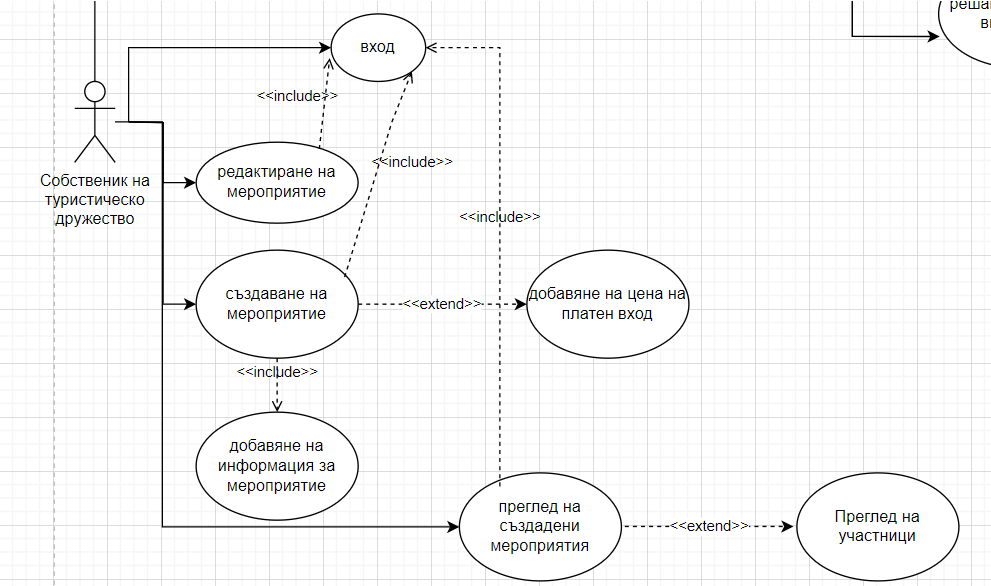 реша
в
вход
<<include>>
<<include>>
редактиране на
мероприятие
Собственик на
туристическо
дружество
<<include>>
създаване на
мероприятие
<<extend>>
добавяне на цена на
платен вход
<<include>>
добавяне на
информация за
мероприятие
преглед на
създадени
мероприятия
<<extend>>
Преглед на
участници